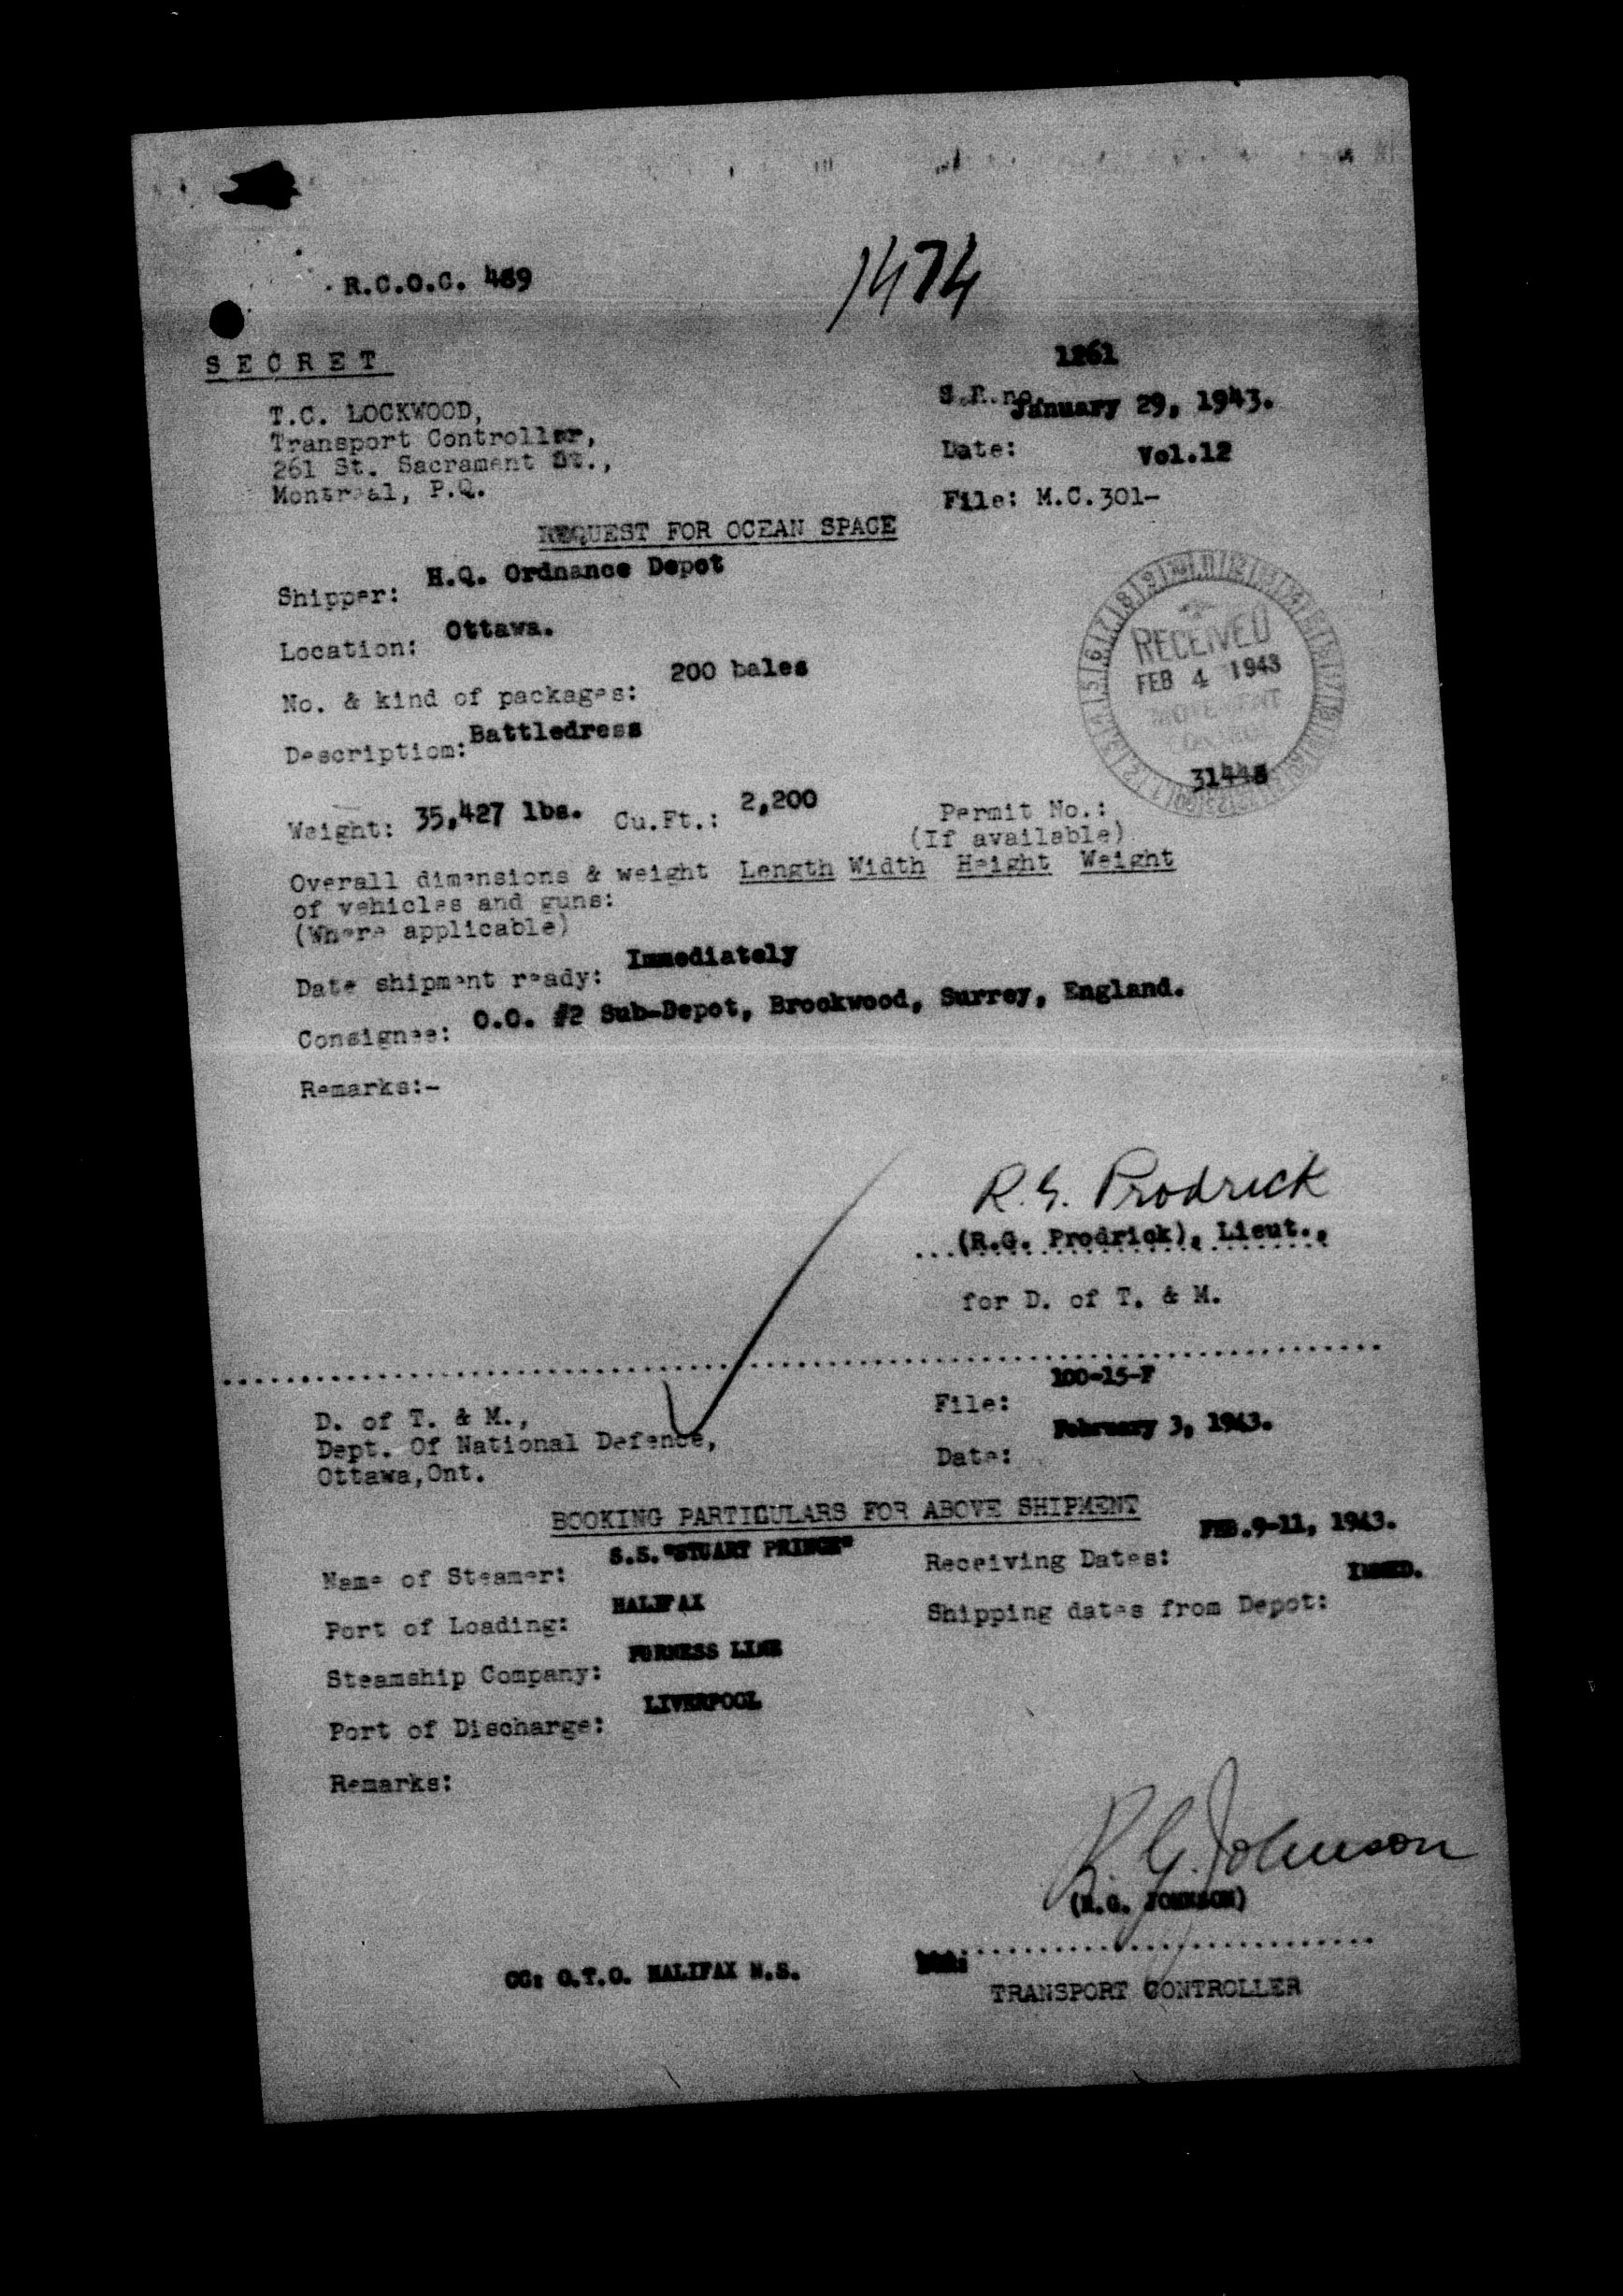 R.C.O.C. 469
1474
SECRET
1261
S.R.no.
T.C. LOCKWOOD,
January 29, 1943.
Transport Controller,
Date:
261 St. Sacrament St.,
Vol.12
Montreal, P.Q.
File: M.C.301-
REQUEST FOR OCEAN SPACE
Shipper: H.Q. Ordnance Depot
Location: Ottawa.
No. & kind of packages: 200 bales
Description: Battledress
RECEIVED
FEB 4 1943
MOVEMENT
Weight: 35,427 lbs. Cu.Ft.: 2,200 Permit No.: 31445
(If available)
Overall dimensions & weight Length Width Height Weight
of vehicles and guns:
(Where applicable)
Date shipment ready: Immediately
Consignee: O.O. #2 Sub-Depot, Brookwood, Surrey, England.
Remarks:-
R.G. Prodrick
(R.G. Prodrick), Lieut.,
for D. of T. & M.
D. of T. & M.,
File: 100-15-F
Dept. Of National Defence,
Date: February 3, 1943.
Ottawa,Ont.
BOOKING PARTICULARS FOR ABOVE SHIPMENT
Name of Steamer: S.S."STUART PRINCE" Receiving Dates: FEB.9-11, 1943.
Port of Loading: HALIFAX Shipping dates from Depot: IMMED.
Steamship Company: FURNESS LINE
Port of Discharge: LIVERPOOL
Remarks:
R.G. Johnson
(R.G. JOHNSON)
CC: O.T.O. HALIFAX N.S.
TRANSPORT CONTROLLER